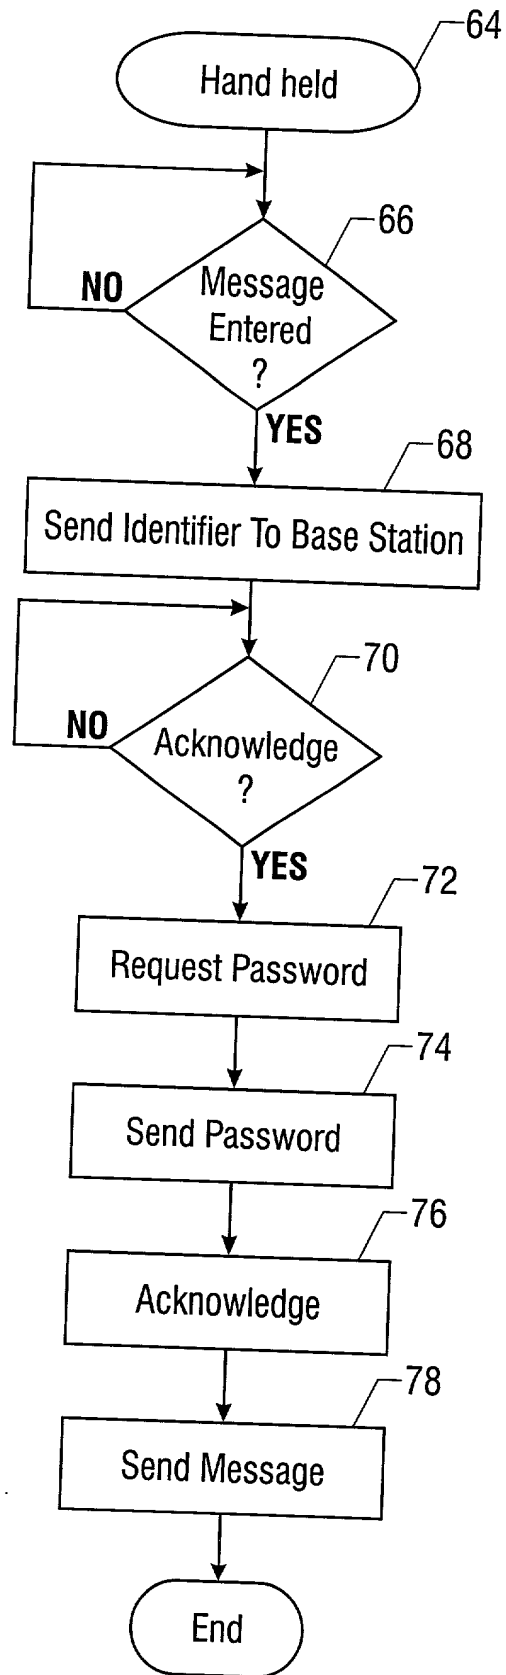 64
Hand held
66
NO
Message
Entered
?
YES
68
Send Identifier To Base Station
70
NO
Acknowledge
?
YES
72
Request Password
74
Send Password
76
Acknowledge
78
Send Message
End